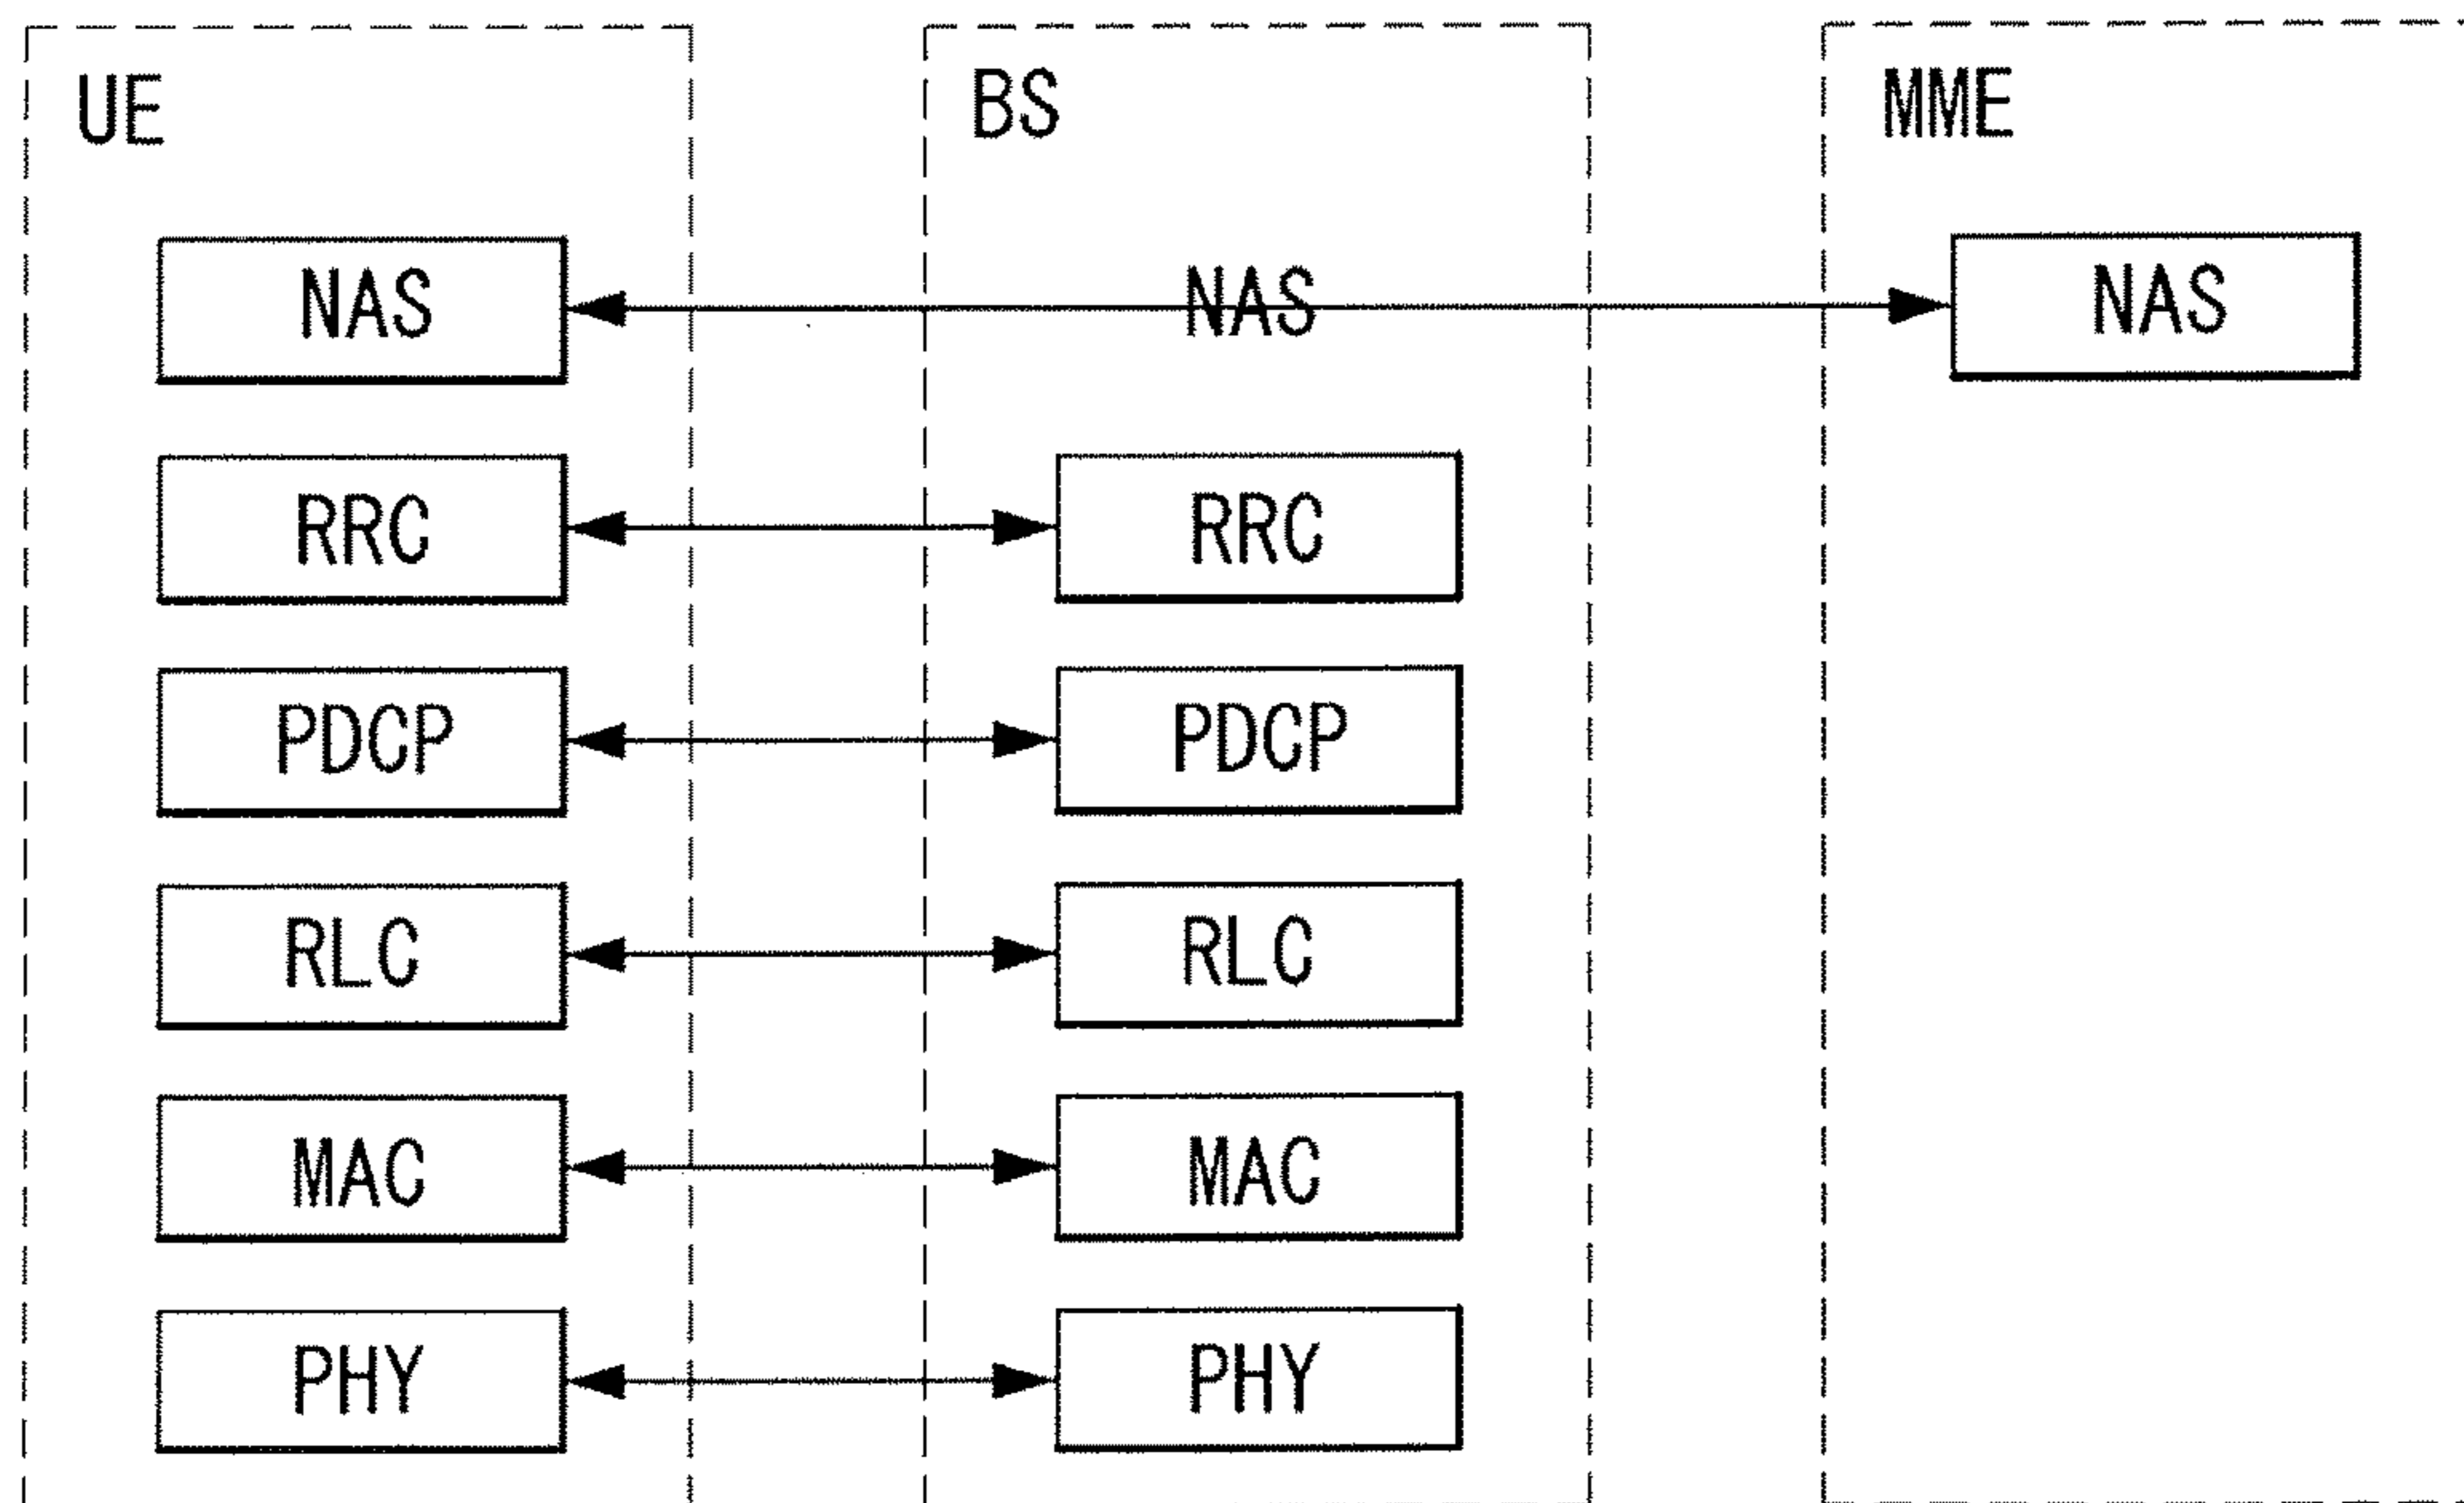 UE BS MME
NAS NAS NAS
RRC RRC
PDCP PDCP
RLC RLC
MAC MAC
PHY PHY